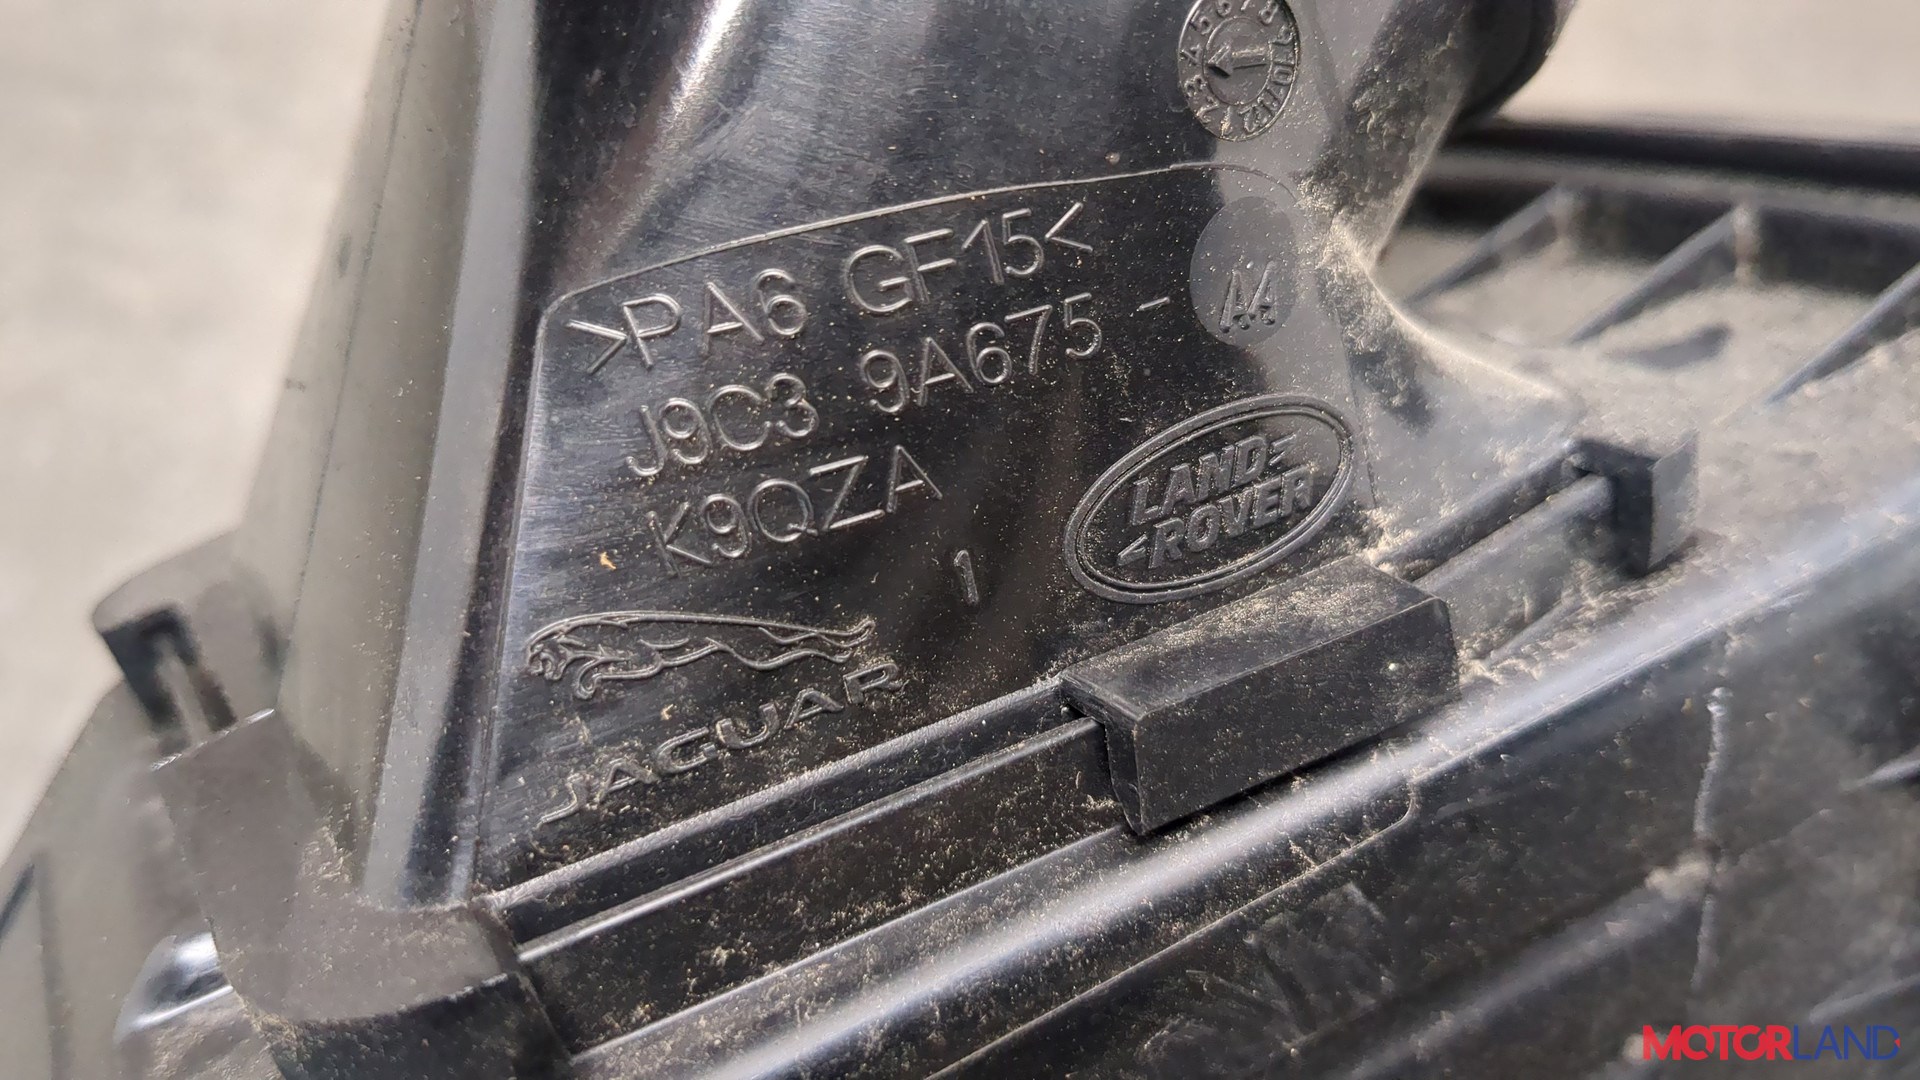 >PA6 GF15<
J9C3 9A675 - AA
K9QZA
1
LAND
ROVER
JAGUAR
MOTORLAND